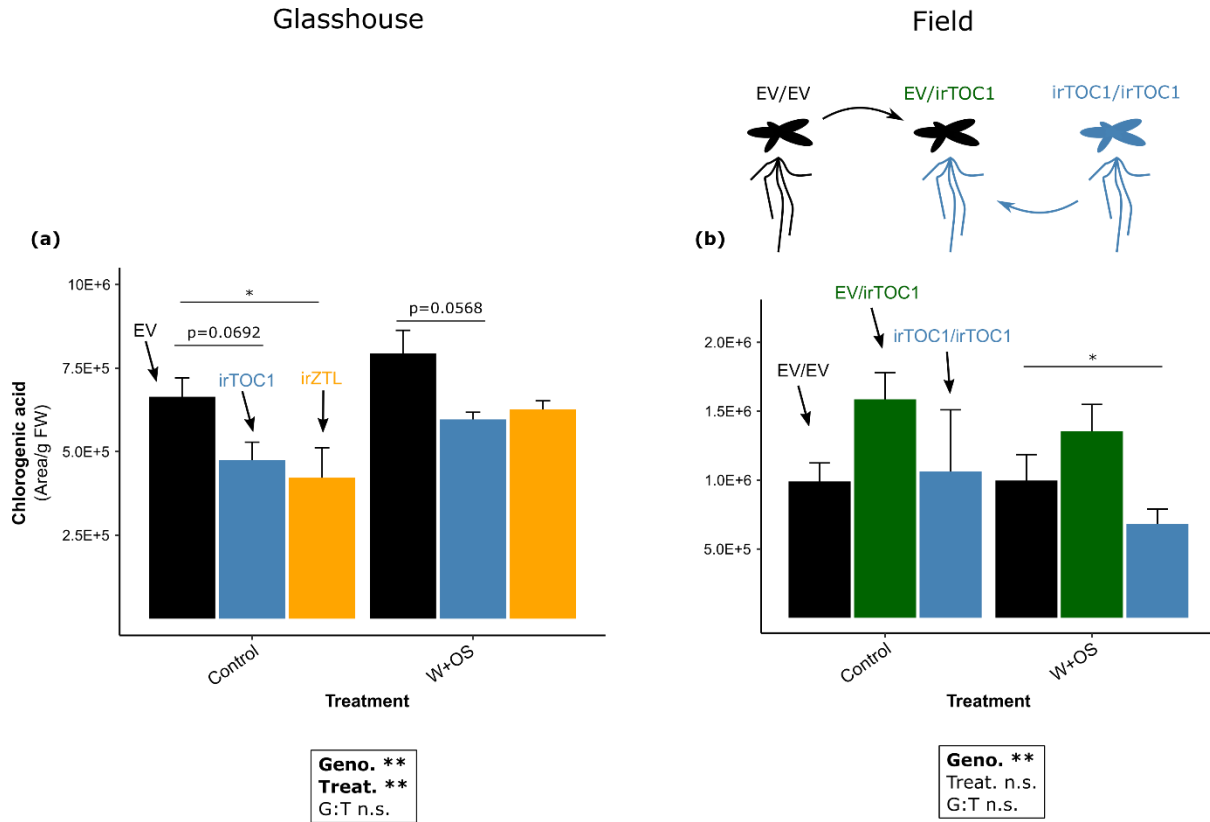 Glasshouse
Field
EV/EV
EV/irTOC1
irTOC1/irTOC1
(a)
Chlorogenic acid
(Area/g FW)
10E+6
7.5E+5
5.0E+5
2.5E+5
EV
*
p=0.0692
irTOC1
irZTL
p=0.0568
Control
W+OS
Treatment
Geno. **
Treat. **
G:T n.s.
(b)
2.0E+6
1.5E+6
1.0E+6
5.0E+5
EV/irTOC1
irTOC1/irTOC1
EV/EV
*
Control
W+OS
Treatment
Geno. **
Treat. n.s.
G:T n.s.